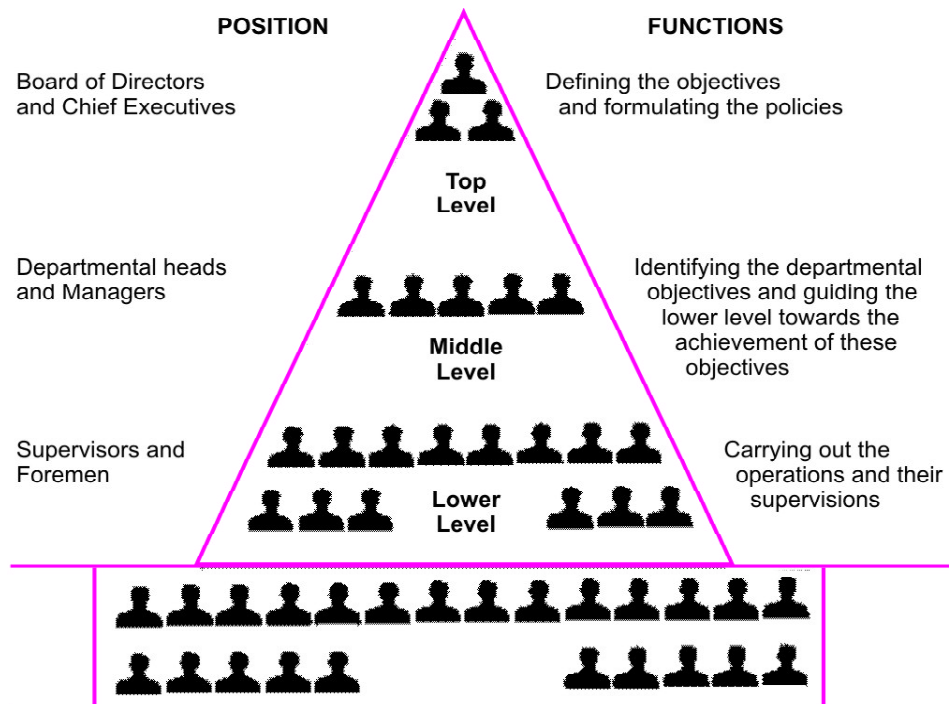 POSITION
FUNCTIONS
Board of Directors
and Chief Executives
Defining the objectives
and formulating the policies
Top
Level
Departmental heads
and Managers
Identifying the departmental
objectives and guiding the
lower level towards the
achievement of these
objectives
Middle
Level
Supervisors and
Foremen
Carrying out the
operations and their
supervisions
Lower
Level